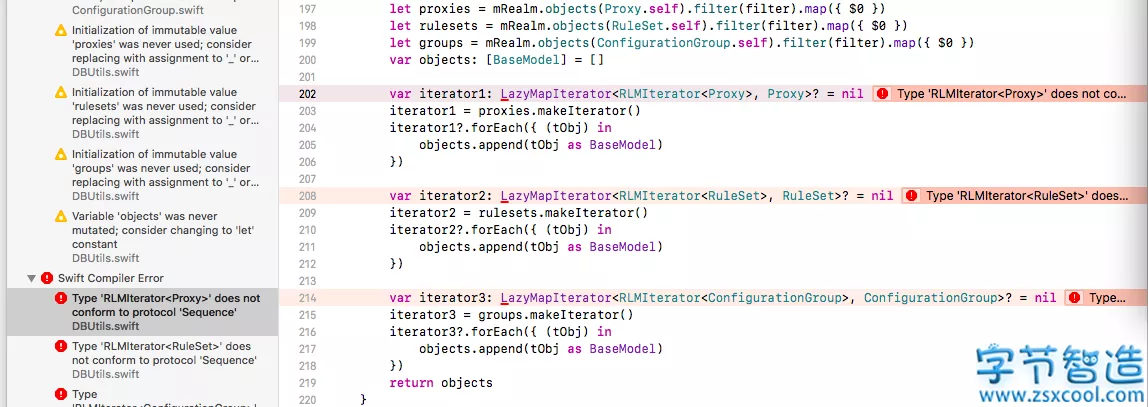 ConfigurationGroup.swift
Initialization of immutable value
'proxies' was never used; consider
replacing with assignment to '_' or...
DBUtils.swift
Initialization of immutable value
'rulesets' was never used; consider
replacing with assignment to '_' or...
DBUtils.swift
Initialization of immutable value
'groups' was never used; consider
replacing with assignment to '_' or...
DBUtils.swift
Variable 'objects' was never
mutated; consider changing to 'let'
constant
DBUtils.swift
Swift Compiler Error
Type 'RLMIterator<Proxy>' does not
conform to protocol 'Sequence'
DBUtils.swift
Type 'RLMIterator<RuleSet>' does
not conform to protocol 'Sequence'
DBUtils.swift
Type
'RLMIterator<ConfigurationGroup>'
197 let proxies = mRealm.objects(Proxy.self).filter(filter).map({ $0 })
198 let rulesets = mRealm.objects(RuleSet.self).filter(filter).map({ $0 })
199 let groups = mRealm.objects(ConfigurationGroup.self).filter(filter).map({ $0 })
200 var objects: [BaseModel] = []
201
202 var iterator1: LazyMapIterator<RLMIterator<Proxy>, Proxy>? = nil Type 'RLMIterator<Proxy>' does not co...
203 iterator1 = proxies.makeIterator()
204 iterator1?.forEach({ (tObj) in
205 objects.append(tObj as BaseModel)
206 })
207
208 var iterator2: LazyMapIterator<RLMIterator<RuleSet>, RuleSet>? = nil Type 'RLMIterator<RuleSet>' does...
209 iterator2 = rulesets.makeIterator()
210 iterator2?.forEach({ (tObj) in
211 objects.append(tObj as BaseModel)
212 })
213
214 var iterator3: LazyMapIterator<RLMIterator<ConfigurationGroup>, ConfigurationGroup>? = nil Type...
215 iterator3 = groups.makeIterator()
216 iterator3?.forEach({ (tObj) in
217 objects.append(tObj as BaseModel)
218 })
219 return objects
220 }
字节智造
www.zsxcool.com